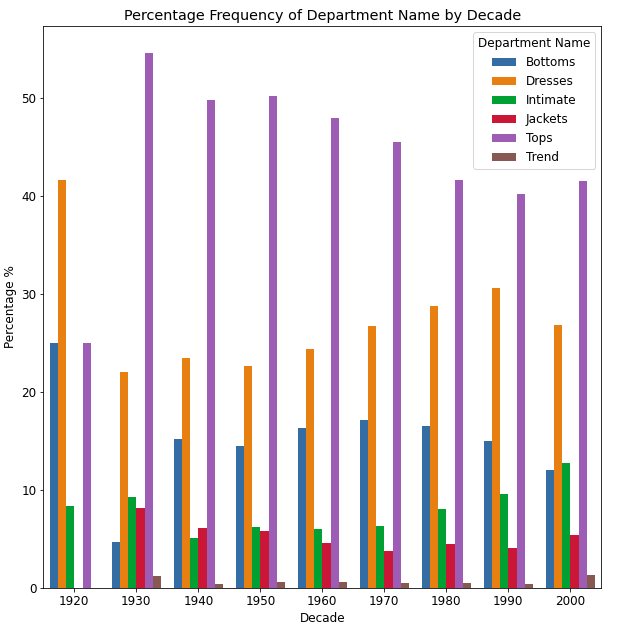 Percentage Frequency of Department Name by Decade
Department Name
Bottoms
Dresses
Intimate
Jackets
Tops
Trend
50
40
30
20
10
0
Percentage %
1920 1930 1940 1950 1960 1970 1980 1990 2000
Decade